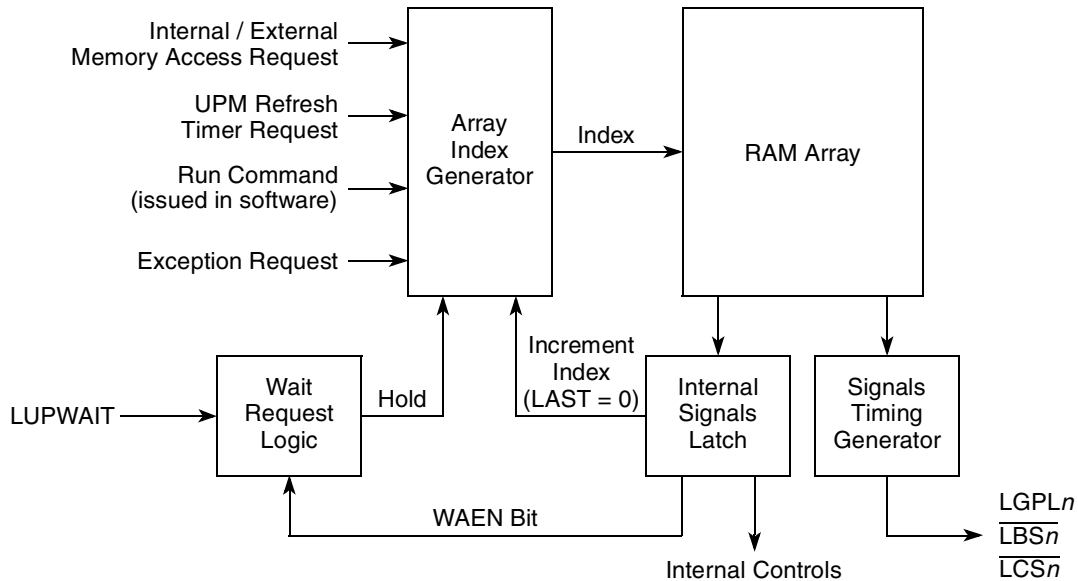 Internal / External
Memory Access Request
UPM Refresh
Timer Request
Run Command
(issued in software)
Exception Request
Array
Index
Generator
Index
RAM Array
LUPWAIT
Wait
Request
Logic
Hold
Increment
Index
(LAST = 0)
Internal
Signals
Latch
Signals
Timing
Generator
WAEN Bit
Internal Controls
LGPLn
LBSn
LCSn